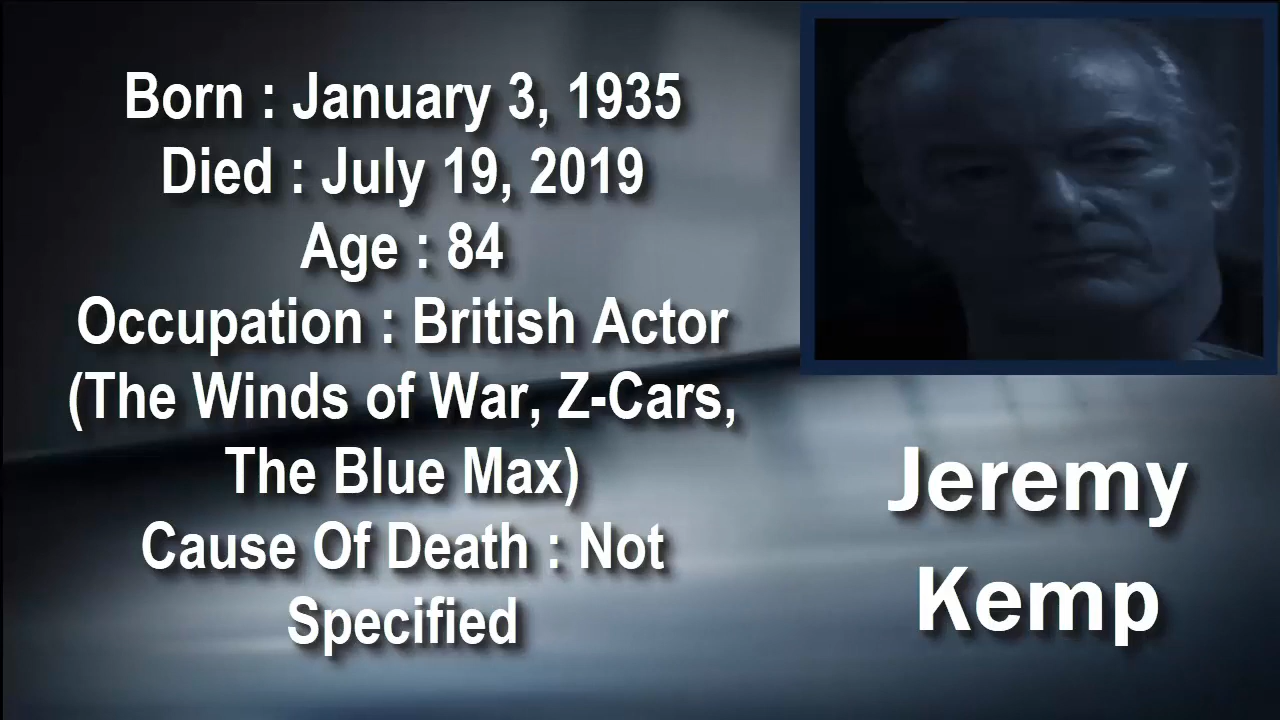 Born : January 3, 1935
Died : July 19, 2019
Age : 84
Occupation : British Actor
(The Winds of War, Z-Cars,
The Blue Max)
Cause Of Death : Not
Specified
Jeremy
Kemp